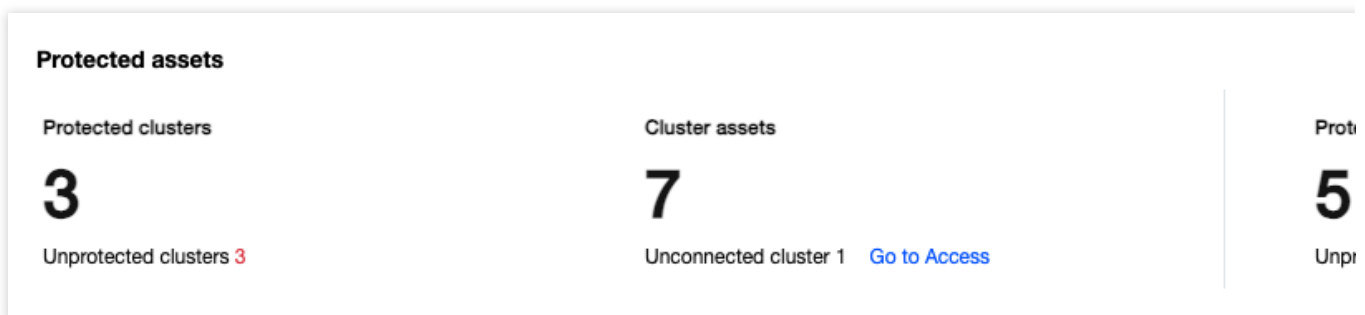 Protected assets
Protected clusters
Cluster assets
3
7
5
Unprotected clusters 3
Unconnected cluster 1 Go to Access